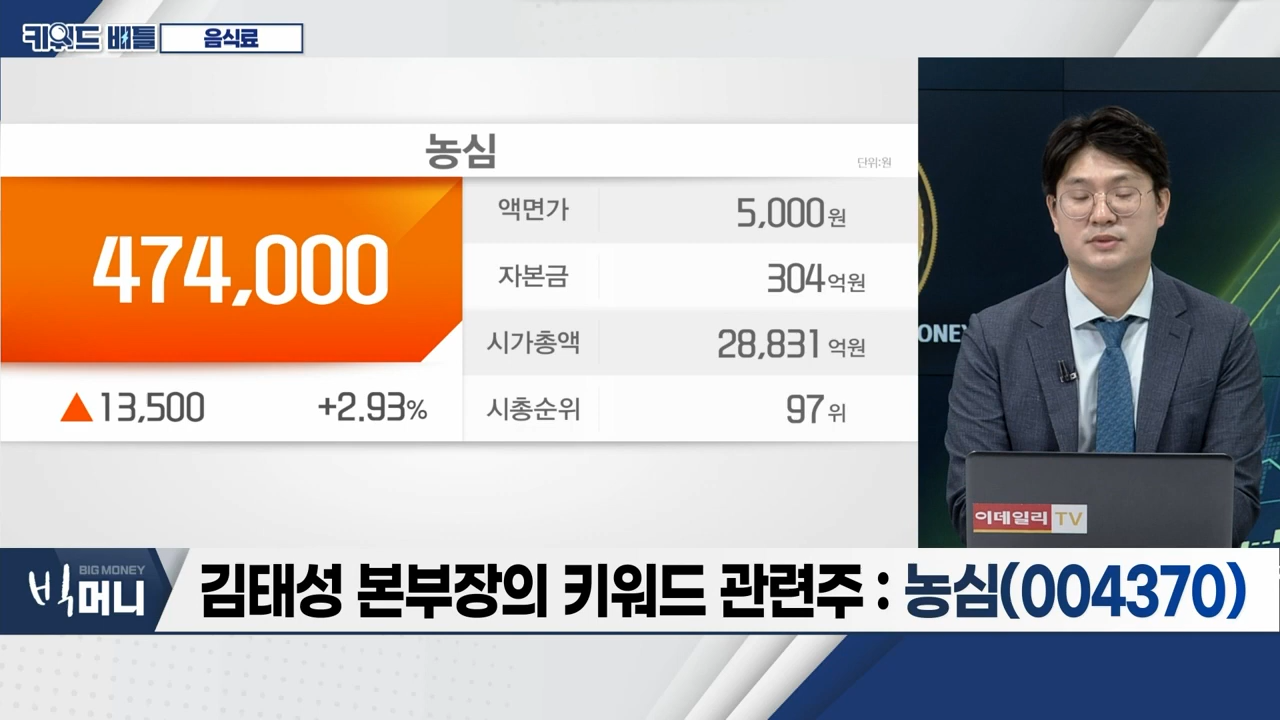 키워드 배틀
음식료
농심
단위:원
474,000
▲13,500 +2.93%
액면가 5,000원
자본금 304억원
시가총액 28,831억원
시총순위 97위
ONEY
이데일리TV
BIG MONEY
빅머니
김태성 본부장의 키워드 관련주 : 농심(004370)